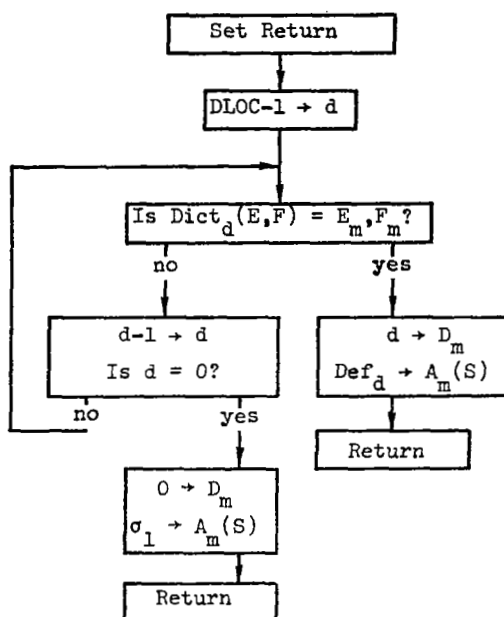 Set Return
DLOC-1 → d
Is Dict_d(E,F) = E_m,F_m?
no
yes
d-1 → d
Is d = 0?
no
yes
d → D_m
Def_d → A_m(S)
Return
0 → D_m
σ_1 → A_m(S)
Return